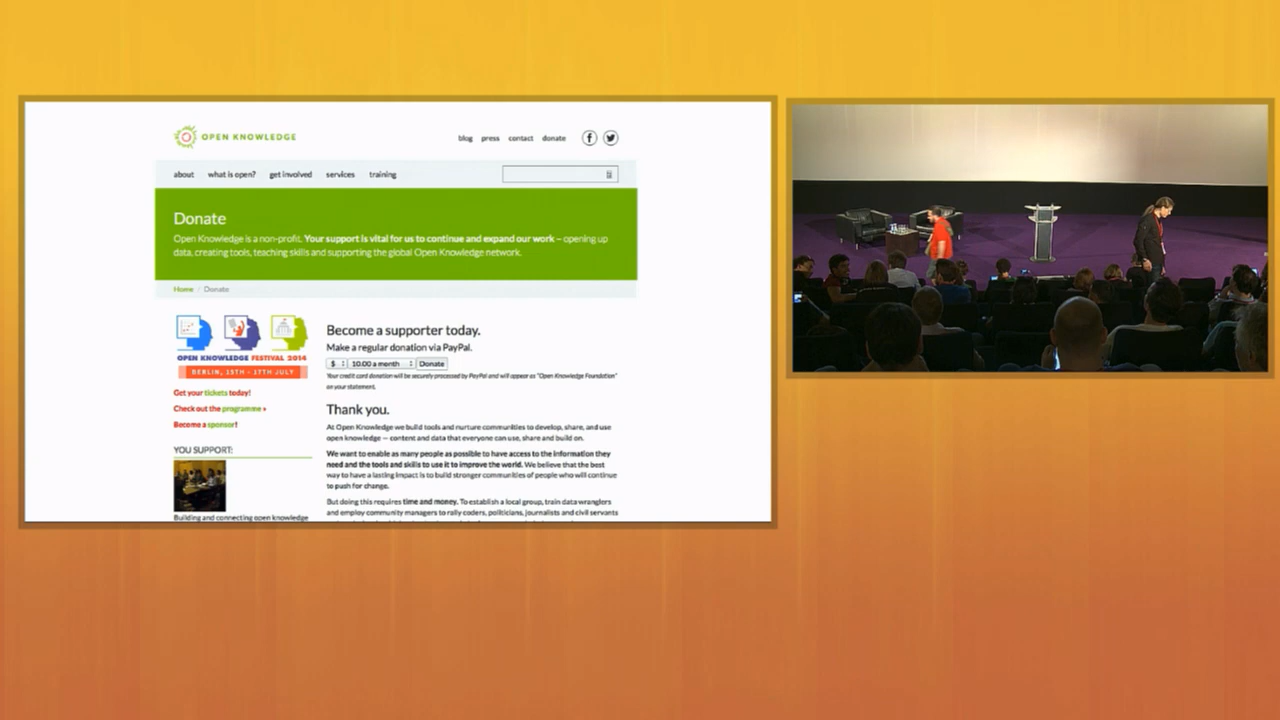 OPEN KNOWLEDGE
blog press contact donate
about what is open? get involved services training
Donate
Open Knowledge is a non-profit. Your support is vital for us to continue and expand our work – opening up
data, creating tools, teaching skills and supporting the global Open Knowledge network.
Home / Donate
OPEN KNOWLEDGE FESTIVAL 2014
BERLIN, 15TH - 17TH JULY
Get your tickets today!
Check out the programme ›
Become a sponsor!
YOU SUPPORT:
Building and connecting open knowledge
Become a supporter today.
Make a regular donation via PayPal.
$ 10.00 a month Donate
Your credit card donation will be securely processed by PayPal and will appear as "Open Knowledge Foundation"
on your statement.
Thank you.
At Open Knowledge we build tools and nurture communities to develop, share, and use
open knowledge — content and data that everyone can use, share and build on.
We want to enable as many people as possible to have access to the information they
need and the tools and skills to use it to improve the world. We believe that the best
way to have a lasting impact is to build stronger communities of people who will continue
to push for change.
But doing this requires time and money. To establish a local group, train data wranglers
and employ community managers to rally coders, politicians, journalists and civil servants